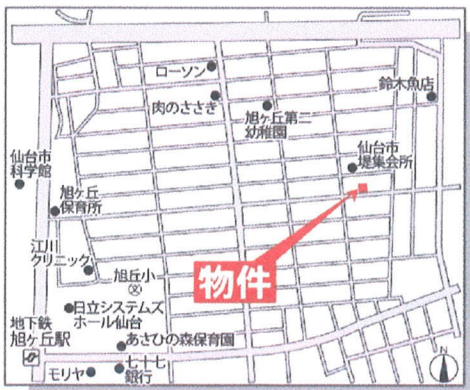 ローソン
肉のささき
旭ヶ丘第二
幼稚園
鈴木魚店
仙台市
堤集会所
仙台市
科学館
旭ヶ丘
保育所
江川
クリニック
旭丘小
文
物件
日立システムズ
ホール仙台
地下鉄
旭ヶ丘駅
あさひの森保育園
モリヤ
七十七
銀行
N